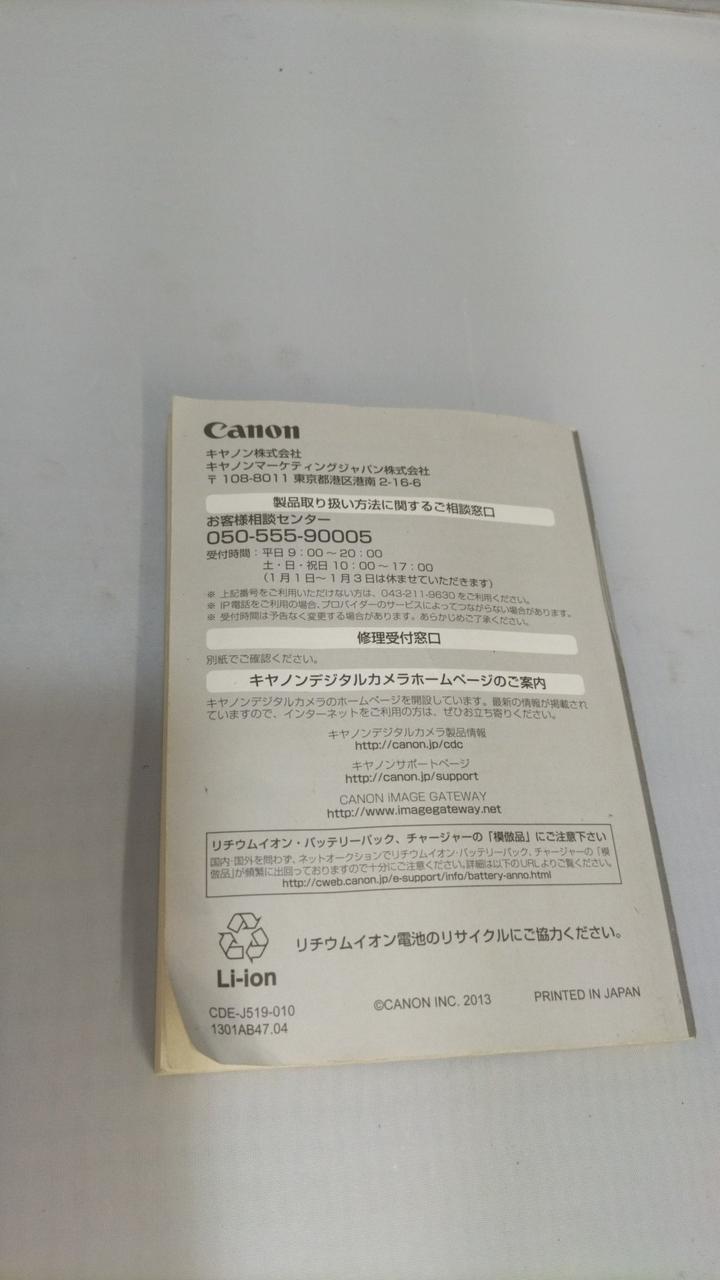 Canon
キヤノン株式会社
キヤノンマーケティングジャパン株式会社
〒108-8011 東京都港区港南 2-16-6
製品取り扱い方法に関するご相談窓口
お客様相談センター
050-555-90005
受付時間：平日 9：00～20：00
土・日・祝日 10：00～17：00
（1月1日～1月3日は休ませていただきます）
※ 上記番号をご利用いただけない方は、043-211-9630 をご利用ください。
※ IP電話をご利用の場合、プロバイダーのサービスによってつながらない場合があります。
※ 受付時間は予告なく変更する場合があります。あらかじめご了承ください。
修理受付窓口
別紙でご確認ください。
キヤノンデジタルカメラホームページのご案内
キヤノンデジタルカメラのホームページを開設しています。最新の情報が掲載され
ていますので、インターネットをご利用の方は、ぜひお立ち寄りください。
キヤノンデジタルカメラ製品情報
http://canon.jp/cdc
キヤノンサポートページ
http://canon.jp/support
CANON iMAGE GATEWAY
http://www.imagegateway.net
リチウムイオン・バッテリーパック、チャージャーの「模倣品」にご注意下さい
国内・国外を問わず、ネットオークションでリチウムイオン・バッテリーパック、チャージャーの「模
倣品」が頻繁に出回っておりますので十分にご注意ください。詳細は以下のURLよりご覧ください。
http://cweb.canon.jp/e-support/info/battery-anno.html
リチウムイオン電池のリサイクルにご協力ください。
Li-ion
CDE-J519-010
©CANON INC. 2013
PRINTED IN JAPAN
1301AB47.04